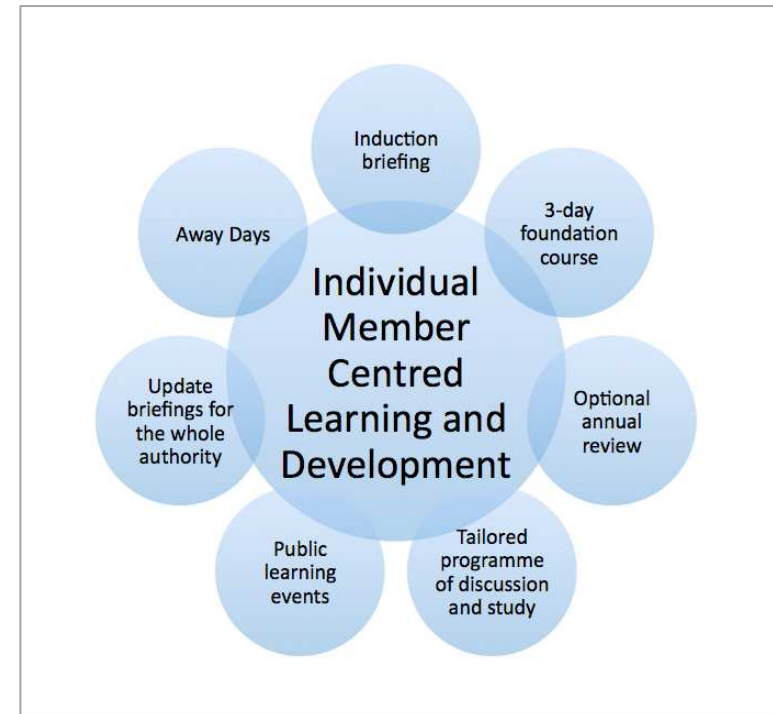 Induction
briefing
3-day
foundation
course
Optional
annual
review
Tailored
programme
of discussion
and study
Public
learning
events
Update
briefings for
the whole
authority
Away Days
Individual
Member
Centred
Learning and
Development